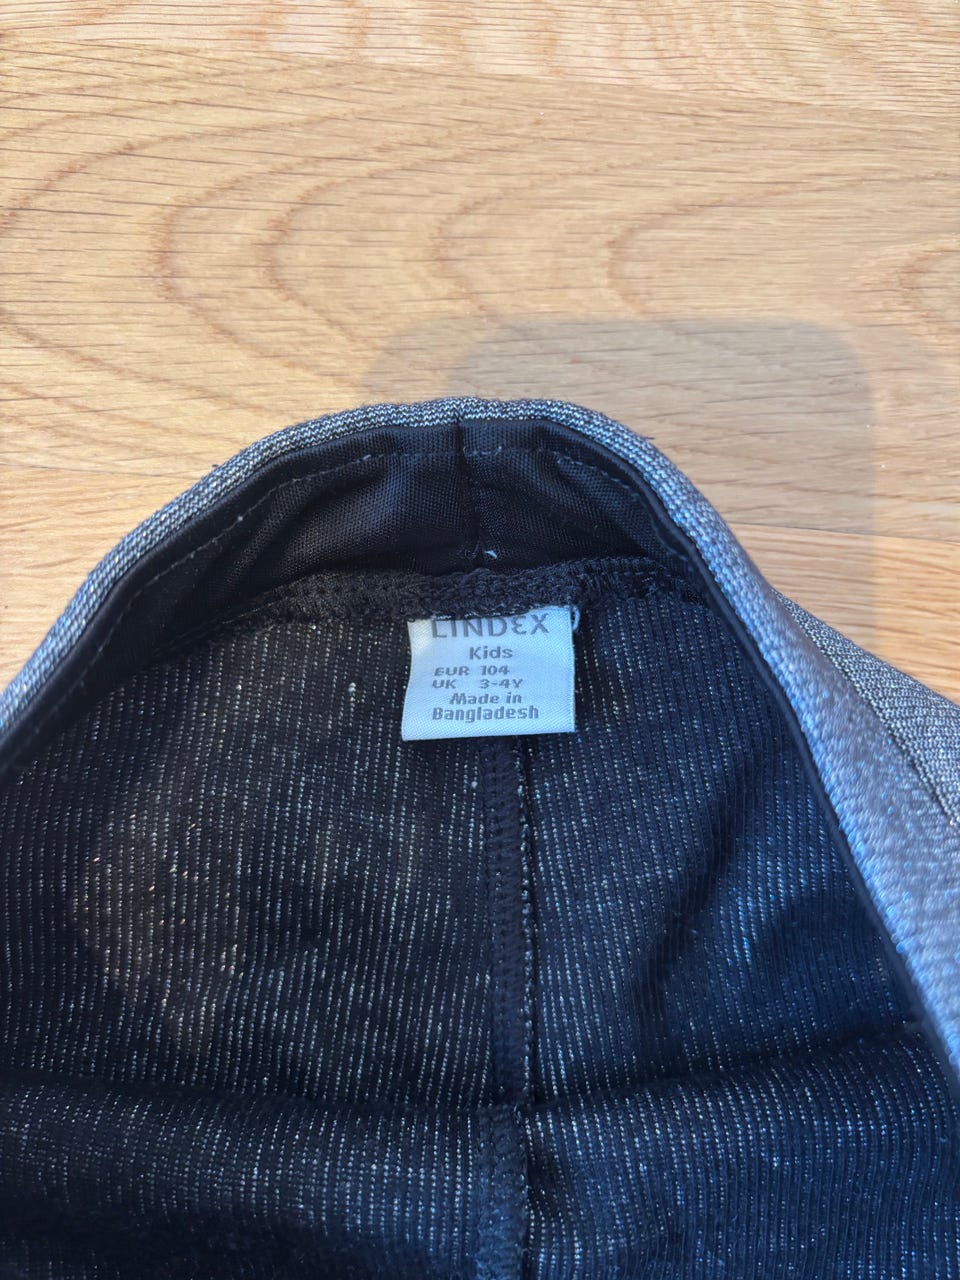 LINDEX
Kids
EUR 104
UK 3-4Y
Made in
Bangladesh